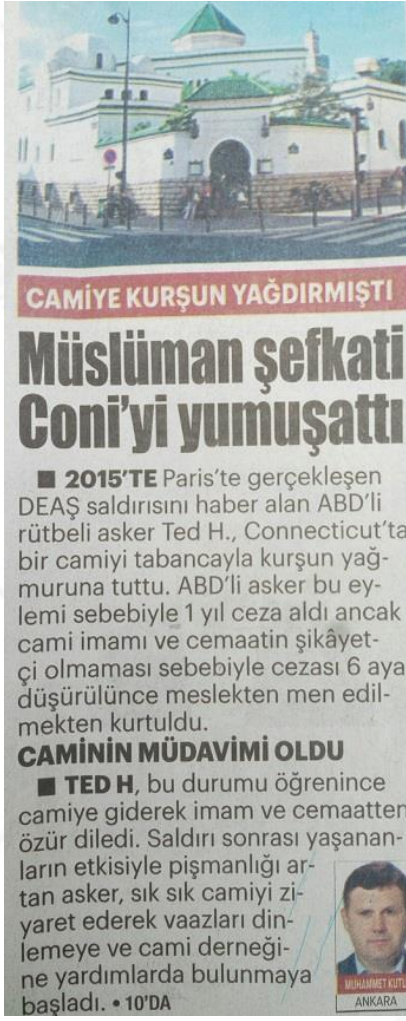 CAMİYE KURŞUN YAĞDIRMIŞTI
Müslüman şefkati
Coni'yi yumuşattı
■ 2015'TE Paris'te gerçekleşen
DEAŞ saldırısını haber alan ABD'li
rütbeli asker Ted H., Connecticut'ta
bir camiyi tabancayla kurşun yağ-
muruna tuttu. ABD'li asker bu ey-
lemi sebebiyle 1 yıl ceza aldı ancak
cami imamı ve cemaatin şikâyet-
çi olmaması sebebiyle cezası 6 aya
düşürülünce meslekten men edil-
mekten kurtuldu.
CAMİNİN MÜDAVİMİ OLDU
■ TED H, bu durumu öğrenince
camiye giderek imam ve cemaatten
özür diledi. Saldırı sonrası yaşanan-
ların etkisiyle pişmanlığı ar-
tan asker, sık sık camiyi zi-
yaret ederek vaazları din-
lemeye ve cami derneği-
ne yardımlarda bulunmaya
başladı. • 10'DA
MUHAMMET KUTLU
ANKARA